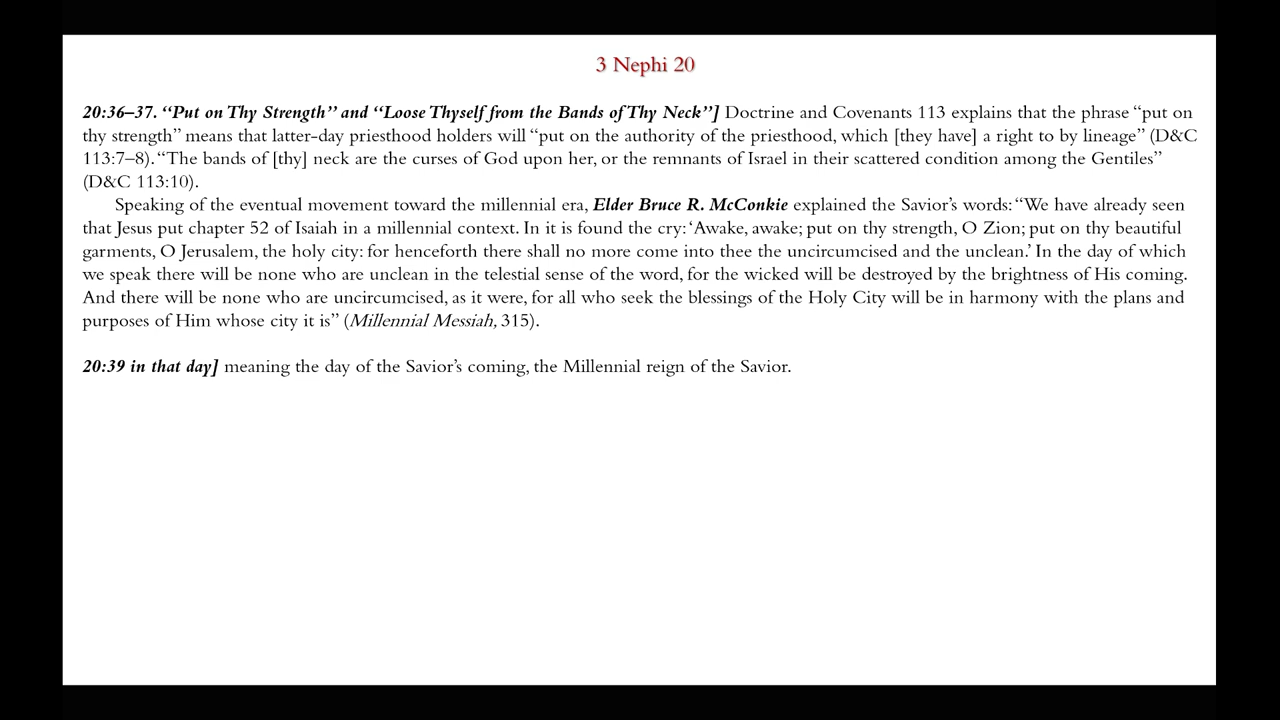 3 Nephi 20
20:36–37. “Put on Thy Strength” and “Loose Thyself from the Bands of Thy Neck”] Doctrine and Covenants 113 explains that the phrase “put on
thy strength” means that latter-day priesthood holders will “put on the authority of the priesthood, which [they have] a right to by lineage” (D&C
113:7–8). “The bands of [thy] neck are the curses of God upon her, or the remnants of Israel in their scattered condition among the Gentiles”
(D&C 113:10).
Speaking of the eventual movement toward the millennial era, Elder Bruce R. McConkie explained the Savior’s words: “We have already seen
that Jesus put chapter 52 of Isaiah in a millennial context. In it is found the cry: ‘Awake, awake; put on thy strength, O Zion; put on thy beautiful
garments, O Jerusalem, the holy city: for henceforth there shall no more come into thee the uncircumcised and the unclean.’ In the day of which
we speak there will be none who are unclean in the telestial sense of the word, for the wicked will be destroyed by the brightness of His coming.
And there will be none who are uncircumcised, as it were, for all who seek the blessings of the Holy City will be in harmony with the plans and
purposes of Him whose city it is” (Millennial Messiah, 315).
20:39 in that day] meaning the day of the Savior’s coming, the Millennial reign of the Savior.